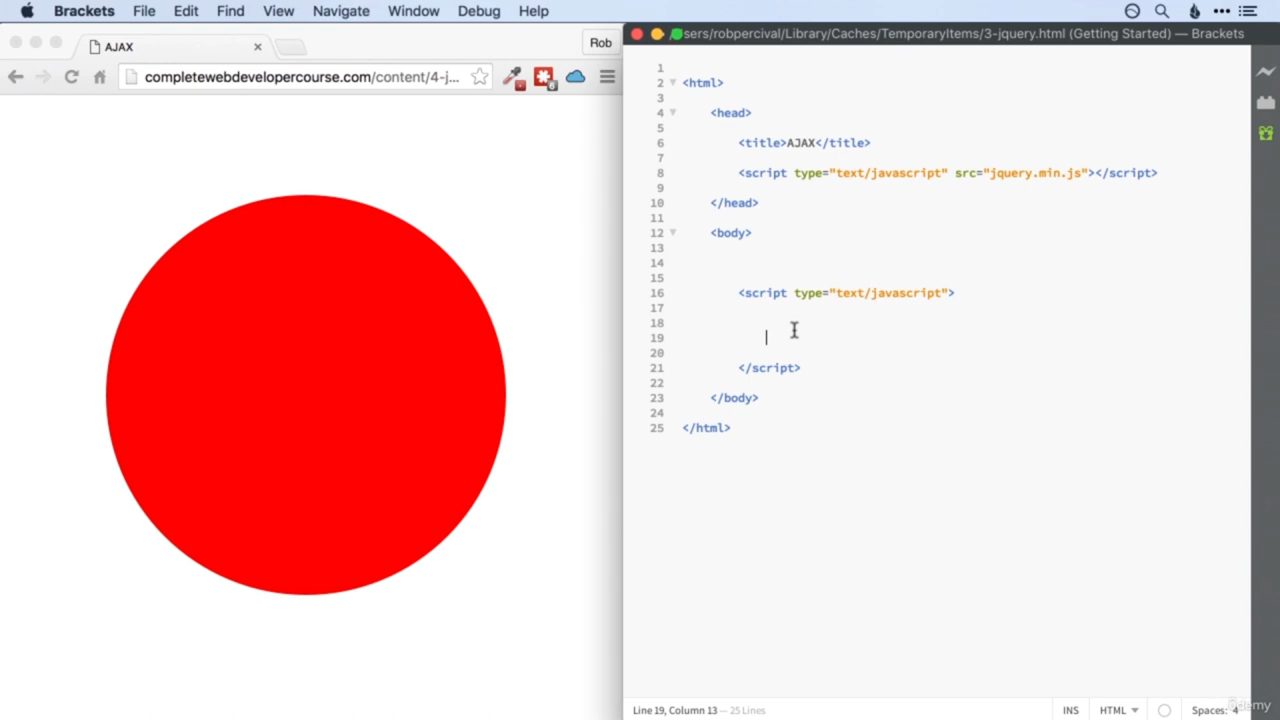 Brackets File Edit Find View Navigate Window Debug Help
AJAX
Rob
completewebdevelopercourse.com/content/4-j...
6
/sers/robpercival/Library/Caches/TemporaryItems/3-jquery.html (Getting Started) — Brackets
1
2 <html>
3
4 <head>
5
6 <title>AJAX</title>
7
8 <script type="text/javascript" src="jquery.min.js"></script>
9
10 </head>
11
12 <body>
13
14
15
16 <script type="text/javascript">
17
18
19
20
21 </script>
22
23 </body>
24
25 </html>
Line 19, Column 13 — 25 Lines
INS HTML Spaces: 4
ûdemy